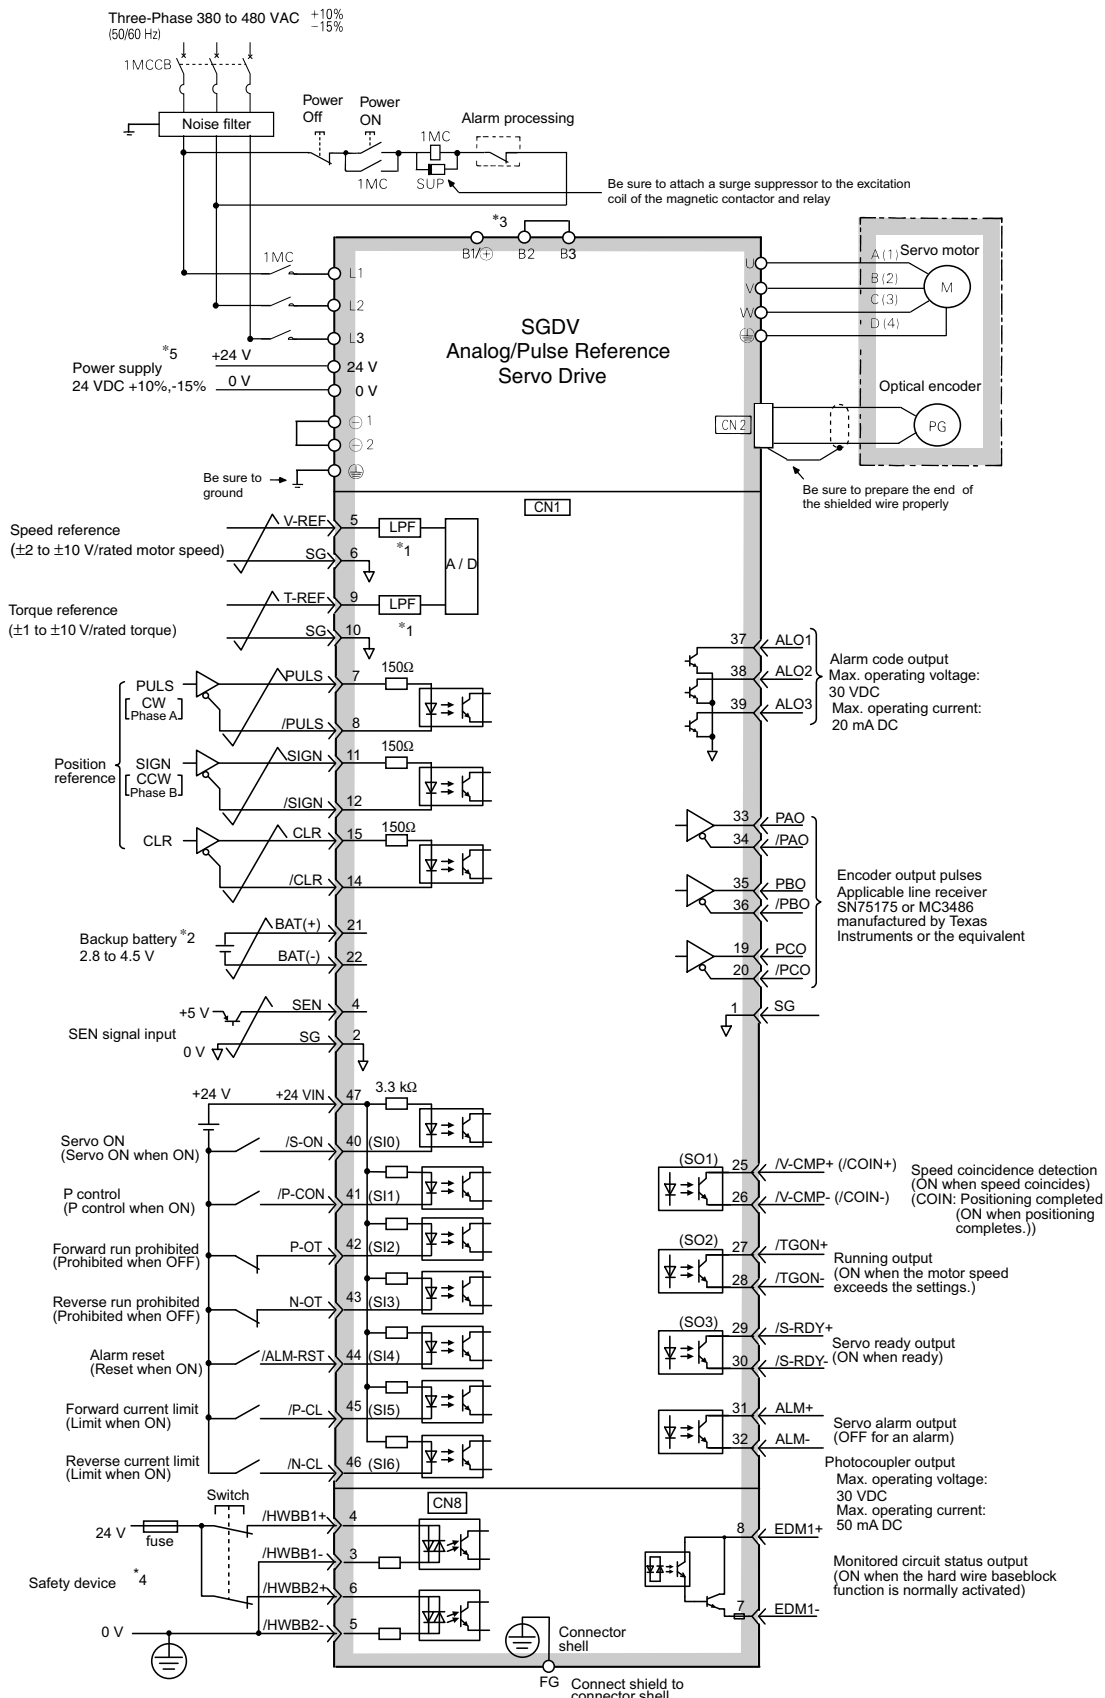 Three-Phase 380 to 480 VAC +10% −15%
(50/60 Hz)
1MCCB
Noise filter
Power Off
Power ON
Alarm processing
1MC
1MC
SUP
Be sure to attach a surge suppressor to the excitation
coil of the magnetic contactor and relay
*3
B1/⊕ B2 B3
1MC
L1
L2
L3
*5
Power supply
24 VDC +10%,-15%
+24 V
0 V
24 V
0 V
⊖ 1
⊖ 2
Be sure to
ground
SGDV
Analog/Pulse Reference
Servo Drive
U
V
W
A (1)
B (2)
C (3)
D (4)
Servo motor
M
Optical encoder
CN2
PG
Be sure to prepare the end of
the shielded wire properly
CN1
Speed reference
(±2 to ±10 V/rated motor speed)
V-REF 5 LPF
*1
SG 6
A / D
Torque reference
(±1 to ±10 V/rated torque)
T-REF 9 LPF
*1
SG 10
Position
reference
PULS
CW
Phase A
PULS 7 150Ω
/PULS 8
SIGN
CCW
Phase B
SIGN 11 150Ω
/SIGN 12
CLR
CLR 15 150Ω
/CLR 14
Backup battery *2
2.8 to 4.5 V
BAT(+) 21
BAT(-) 22
+5 V
SEN 4
SEN signal input
SG 2
0 V
+24 V
+24 VIN 47 3.3 kΩ
Servo ON
(Servo ON when ON)
/S-ON 40 (SI0)
P control
(P control when ON)
/P-CON 41 (SI1)
Forward run prohibited
(Prohibited when OFF)
P-OT 42 (SI2)
Reverse run prohibited
(Prohibited when OFF)
N-OT 43 (SI3)
Alarm reset
(Reset when ON)
/ALM-RST 44 (SI4)
Forward current limit
(Limit when ON)
/P-CL 45 (SI5)
Reverse current limit
(Limit when ON)
/N-CL 46 (SI6)
37 ALO1
38 ALO2
39 ALO3
Alarm code output
Max. operating voltage:
30 VDC
Max. operating current:
20 mA DC
33 PAO
34 /PAO
35 PBO
36 /PBO
19 PCO
20 /PCO
Encoder output pulses
Applicable line receiver
SN75175 or MC3486
manufactured by Texas
Instruments or the equivalent
1 SG
(SO1)
25 /V-CMP+ (/COIN+)
26 /V-CMP- (/COIN-)
Speed coincidence detection
(ON when speed coincides)
(COIN: Positioning completed
(ON when positioning
completes.))
(SO2)
27 /TGON+
28 /TGON-
Running output
(ON when the motor speed
exceeds the settings.)
(SO3)
29 /S-RDY+
30 /S-RDY-
Servo ready output
(ON when ready)
31 ALM+
32 ALM-
Servo alarm output
(OFF for an alarm)
Photocoupler output
Max. operating voltage:
30 VDC
Max. operating current:
50 mA DC
CN8
Switch
24 V
fuse
/HWBB1+ 4
/HWBB1- 3
Safety device *4
/HWBB2+ 6
/HWBB2- 5
0 V
8 EDM1+
7 EDM1-
Monitored circuit status output
(ON when the hard wire baseblock
function is normally activated)
Connector
shell
FG
Connect shield to
connector shell